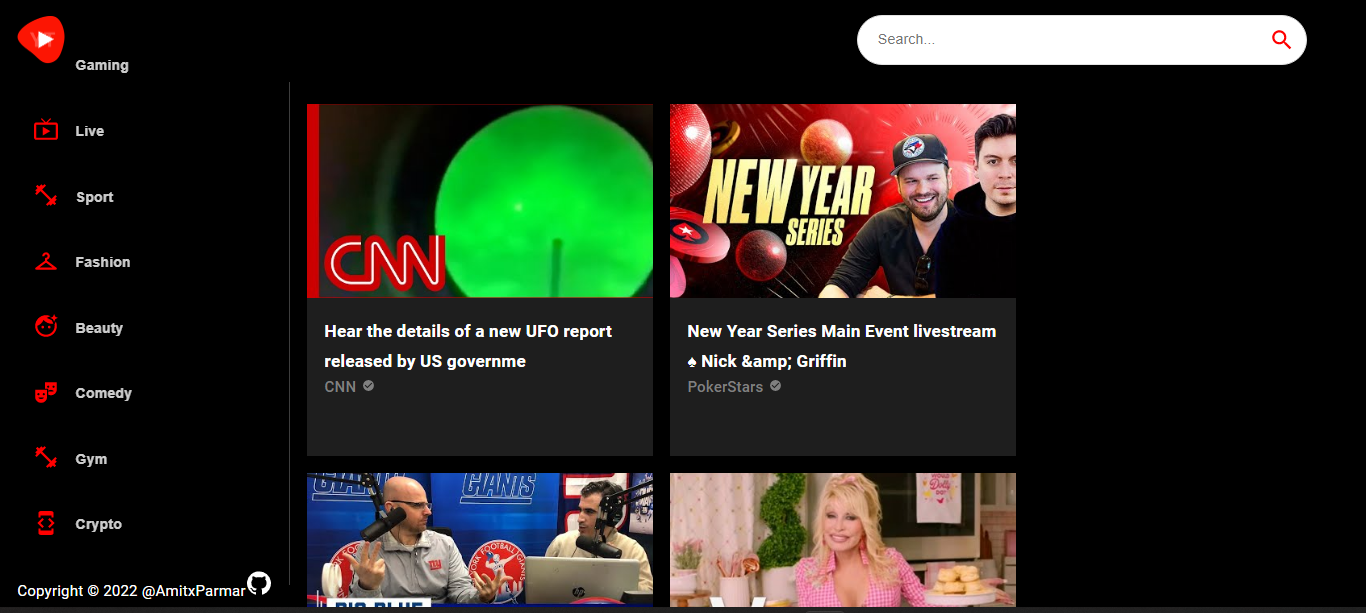 Search...
Gaming
Live
Sport
Fashion
Beauty
Comedy
Gym
Crypto
Copyright © 2022 @AmitxParmar
CNN
Hear the details of a new UFO report
released by US governme
CNN
NEW YEAR
SERIES
New Year Series Main Event livestream
♠ Nick &amp; Griffin
PokerStars
GIANTS
GIANTS
BIG BLUE